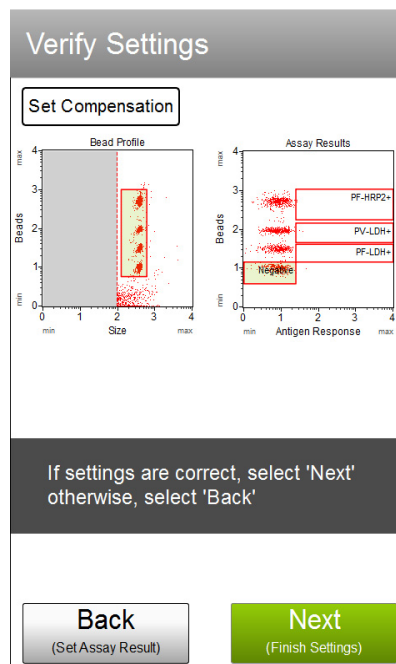 Verify Settings
Set Compensation
Bead Profile
max
4
3
2
1
0
min
Beads
0 1 2 3 4
min Size max
Assay Results
max
4
3
2
1
0
min
Beads
PF-HRP2+
PV-LDH+
PF-LDH+
Negative
0 1 2 3 4
min Antigen Response max
If settings are correct, select 'Next'
otherwise, select 'Back'
Back
(Set Assay Result)
Next
(Finish Settings)